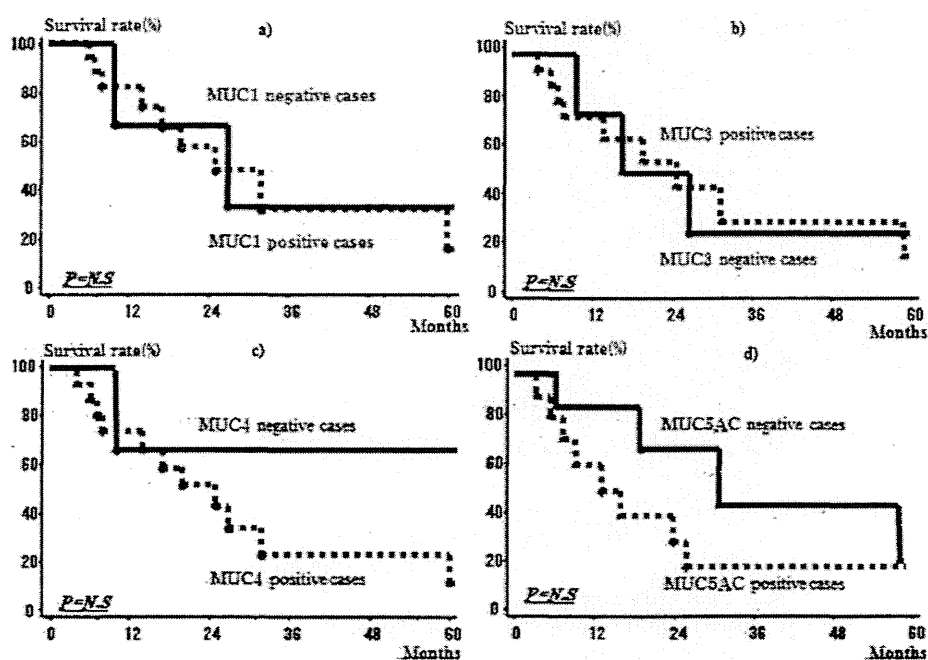 Survival rate(%)
a)
100
80
60
40
20
0
MUC1 negative cases
MUC1 positive cases
P=N.S
0 12 24 36 48 60
Months
Survival rate(%)
b)
100
80
60
40
20
0
MUC3 positive cases
MUC3 negative cases
P=N.S
0 12 24 36 48 60
Months
Survival rate(%)
c)
100
80
60
40
20
0
MUC4 negative cases
MUC4 positive cases
P=N.S
0 12 24 36 48 60
Months
Survival rate(%)
d)
100
80
60
40
20
0
MUC5AC negative cases
MUC5AC positive cases
P=N.S
0 12 24 36 48 60
Months